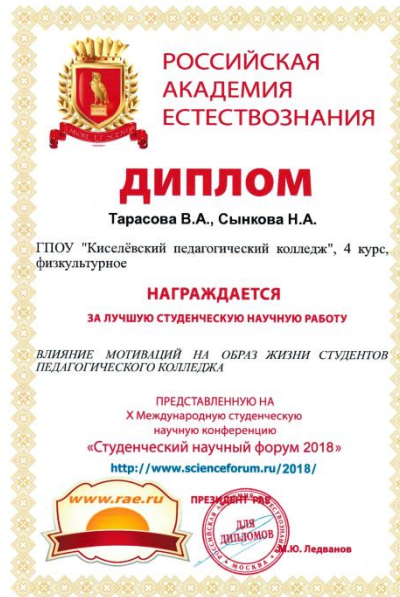 РОССИЙСКАЯ
АКАДЕМИЯ
ЕСТЕСТВОЗНАНИЯ
ДИПЛОМ
Тарасова В.А., Сынкова Н.А.
ГПОУ "Киселёвский педагогический колледж", 4 курс,
физкультурное
НАГРАЖДАЕТСЯ
ЗА ЛУЧШУЮ СТУДЕНЧЕСКУЮ НАУЧНУЮ РАБОТУ
ВЛИЯНИЕ МОТИВАЦИЙ НА ОБРАЗ ЖИЗНИ СТУДЕНТОВ
ПЕДАГОГИЧЕСКОГО КОЛЛЕДЖА
ПРЕДСТАВЛЕННУЮ НА
X Международную студенческую
научную конференцию
«Студенческий научный форум 2018»
http://www.scienceforum.ru/2018/
www.rae.ru
ПРЕЗИДЕНТ РАЕ
ДЛЯ
ДИПЛОМОВ
МОСКВА
М.Ю. Ледванов